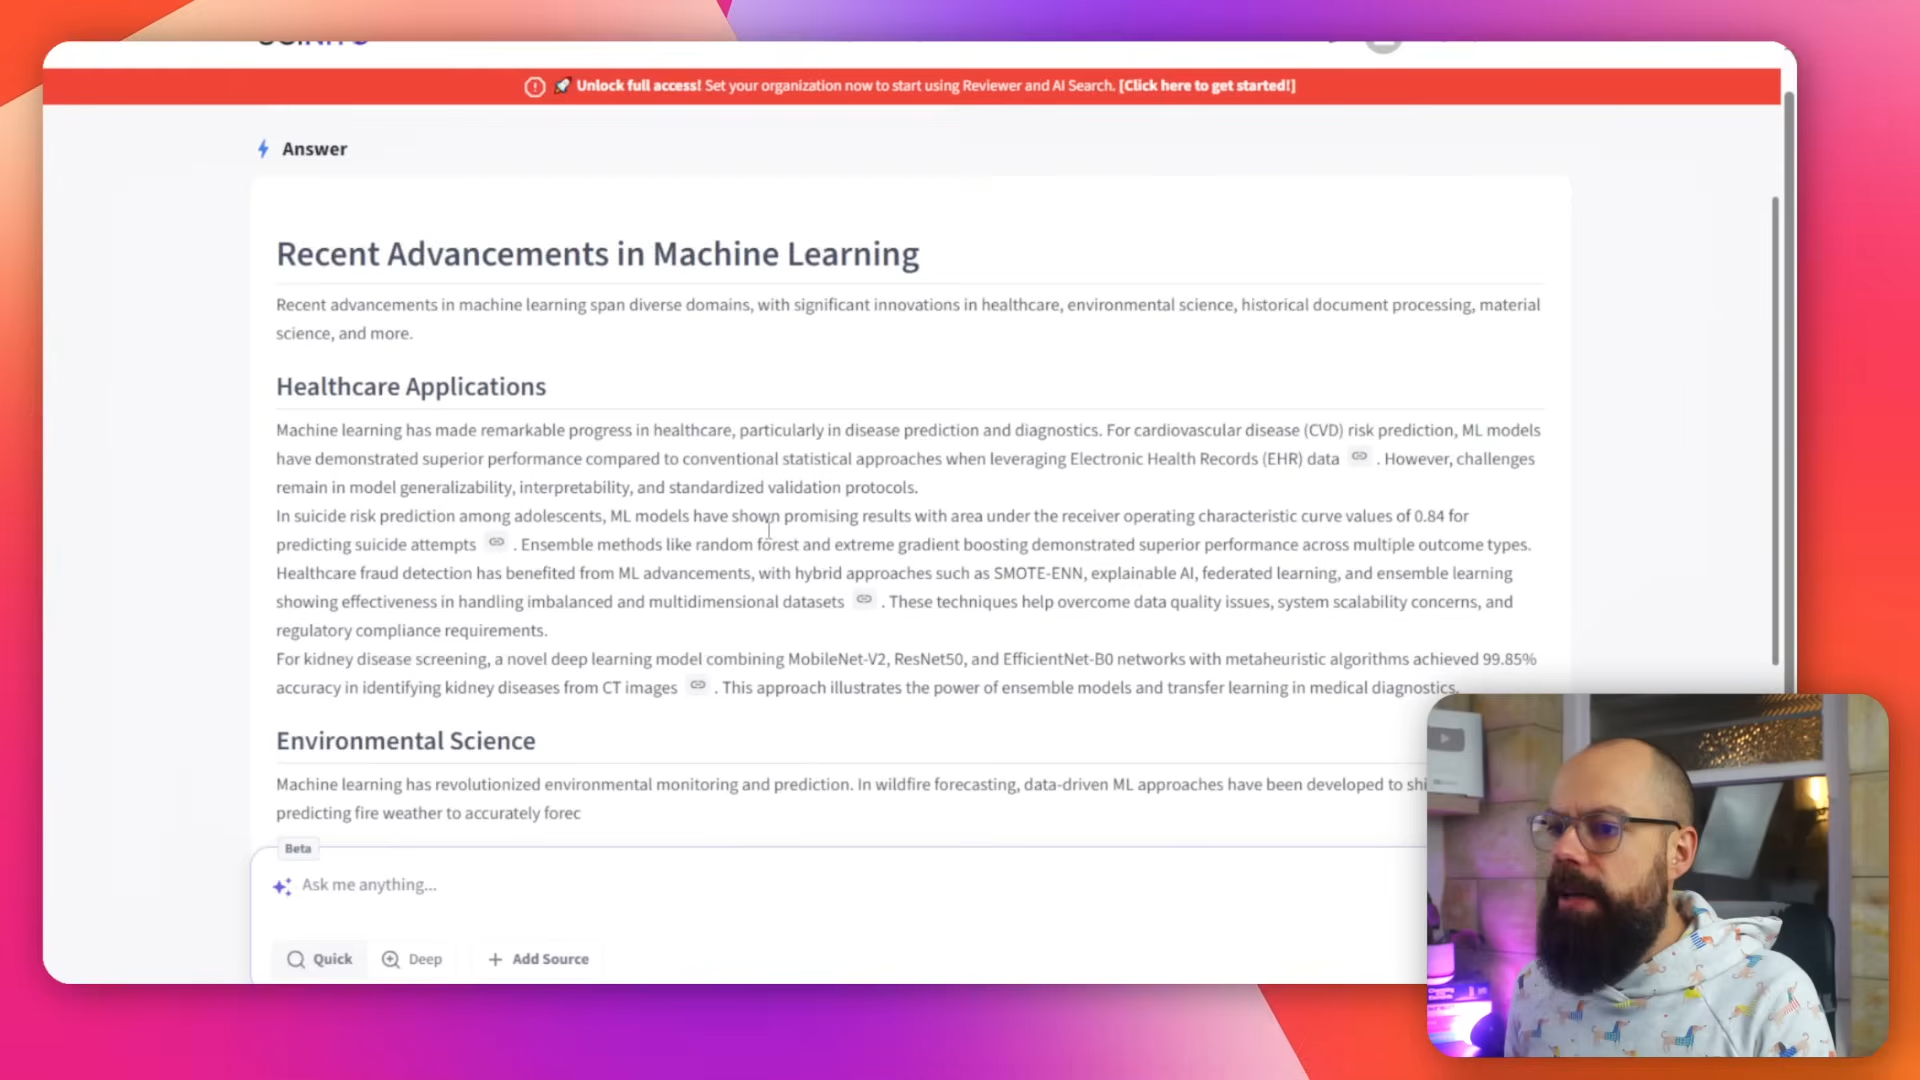 Unlock full access! Set your organization now to start using Reviewer and AI Search. [Click here to get started!]
Answer
Recent Advancements in Machine Learning
Recent advancements in machine learning span diverse domains, with significant innovations in healthcare, environmental science, historical document processing, material
science, and more.
Healthcare Applications
Machine learning has made remarkable progress in healthcare, particularly in disease prediction and diagnostics. For cardiovascular disease (CVD) risk prediction, ML models
have demonstrated superior performance compared to conventional statistical approaches when leveraging Electronic Health Records (EHR) data . However, challenges
remain in model generalizability, interpretability, and standardized validation protocols.
In suicide risk prediction among adolescents, ML models have shown promising results with area under the receiver operating characteristic curve values of 0.84 for
predicting suicide attempts . Ensemble methods like random forest and extreme gradient boosting demonstrated superior performance across multiple outcome types.
Healthcare fraud detection has benefited from ML advancements, with hybrid approaches such as SMOTE-ENN, explainable AI, federated learning, and ensemble learning
showing effectiveness in handling imbalanced and multidimensional datasets . These techniques help overcome data quality issues, system scalability concerns, and
regulatory compliance requirements.
For kidney disease screening, a novel deep learning model combining MobileNet-V2, ResNet50, and EfficientNet-B0 networks with metaheuristic algorithms achieved 99.85%
accuracy in identifying kidney diseases from CT images . This approach illustrates the power of ensemble models and transfer learning in medical diagnostics.
Environmental Science
Machine learning has revolutionized environmental monitoring and prediction. In wildfire forecasting, data-driven ML approaches have been developed to shi
predicting fire weather to accurately forec
Beta
Ask me anything...
Quick
Deep
+ Add Source